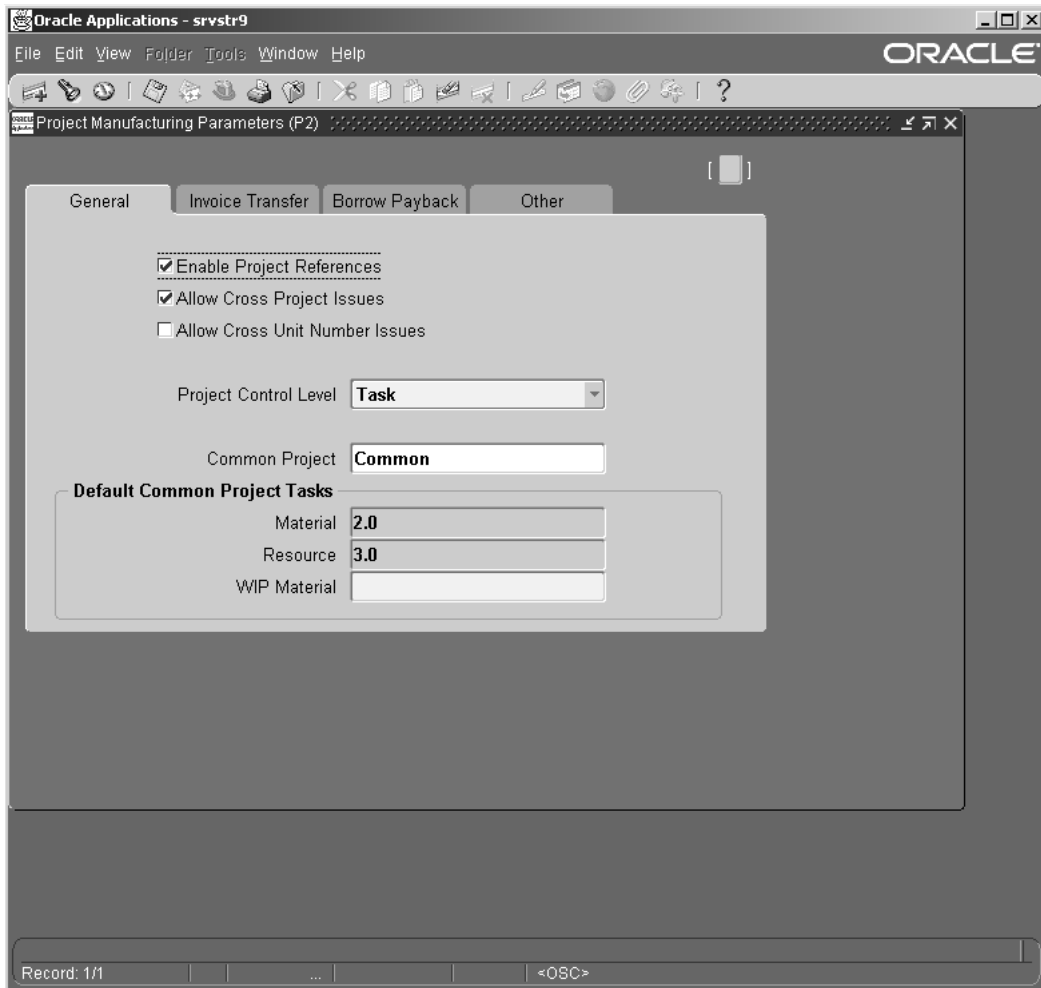 Oracle Applications - srvstr9
File Edit View Folder Tools Window Help
ORACLE
Project Manufacturing Parameters (P2)
[ ]
General Invoice Transfer Borrow Payback Other
Enable Project References
Allow Cross Project Issues
Allow Cross Unit Number Issues
Project Control Level Task
Common Project Common
Default Common Project Tasks
Material 2.0
Resource 3.0
WIP Material
Record: 1/1 ... <OSC>